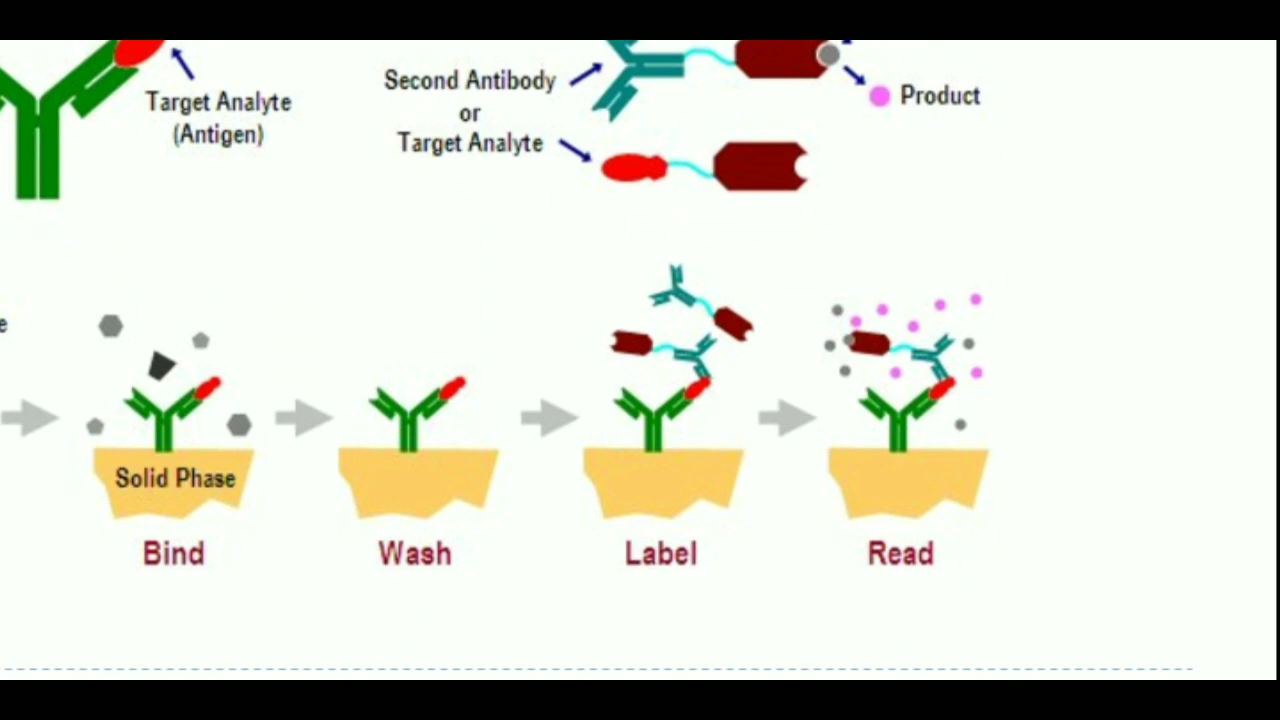 Second Antibody
or
Target Analyte
Target Analyte
(Antigen)
Product
e
Solid Phase
Bind
Wash
Label
Read